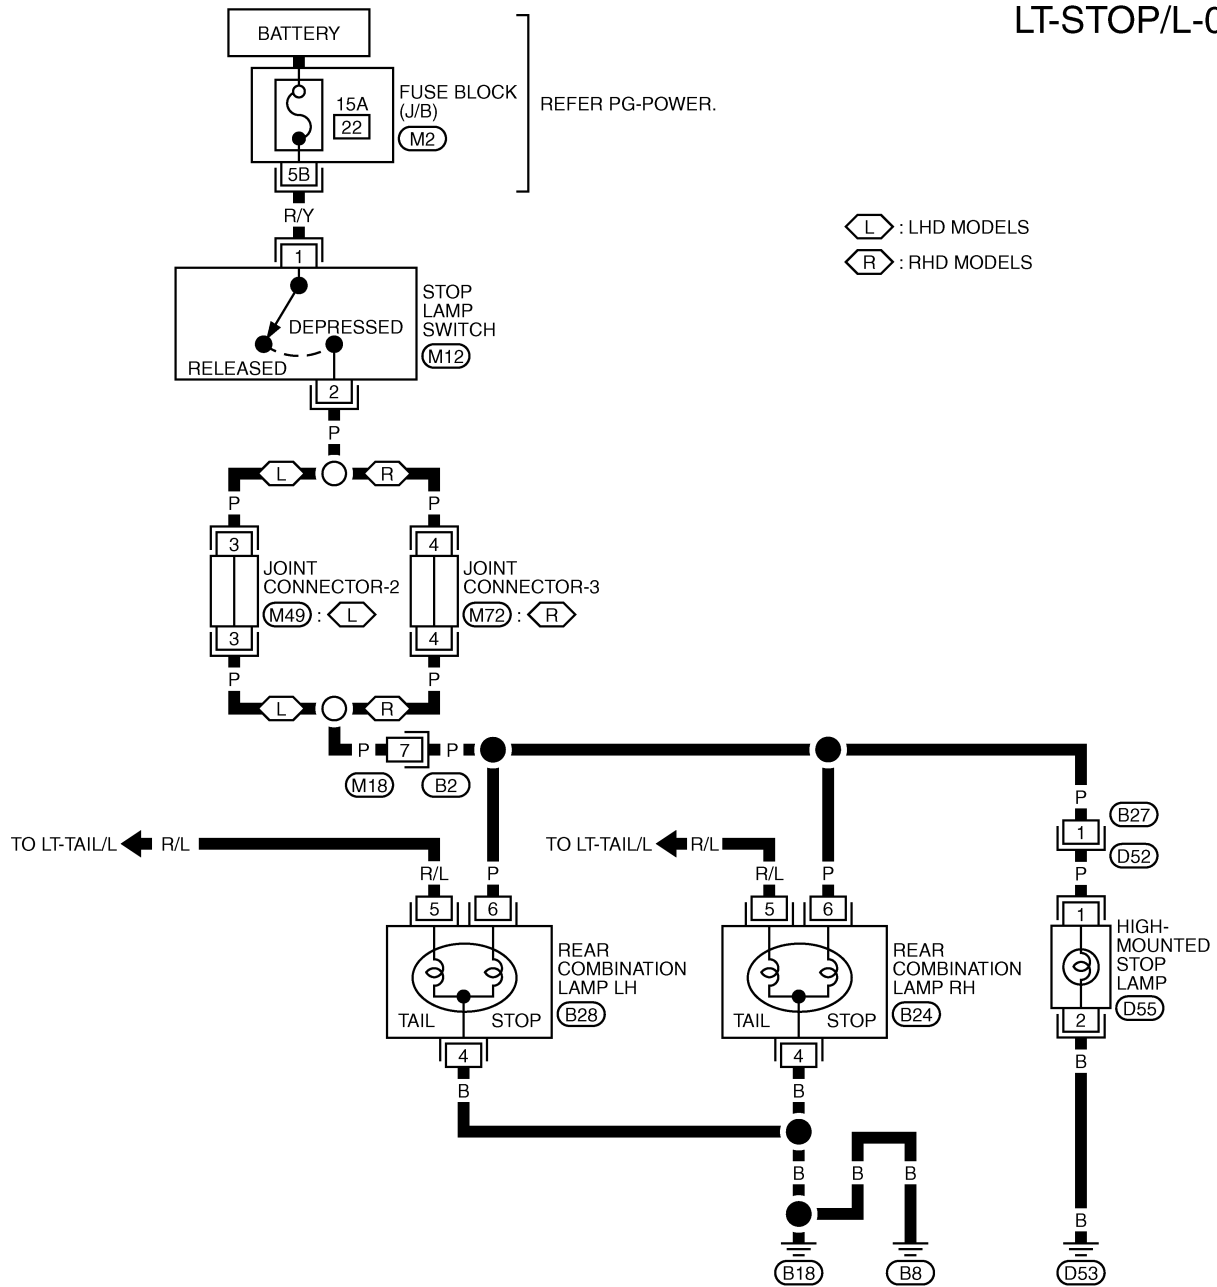 LT-STOP/L-0
BATTERY
15A
22
FUSE BLOCK
(J/B)
M2
REFER PG-POWER.
5B
R/Y
L : LHD MODELS
R : RHD MODELS
1
STOP
LAMP
SWITCH
M12
DEPRESSED
RELEASED
2
P
L R
P P
3 4
JOINT
CONNECTOR-2
M49 : L
JOINT
CONNECTOR-3
M72 : R
3 4
P P
L R
P 7 P
M18 B2
P
B27
1
D52
P
TO LT-TAIL/L R/L
TO LT-TAIL/L R/L
R/L P R/L P
5 6 5 6 1
REAR
COMBINATION
LAMP LH
B28
TAIL STOP
REAR
COMBINATION
LAMP RH
B24
TAIL STOP
HIGH-
MOUNTED
STOP
LAMP
D55
2
4 4
B B B
B B B
B
B18 B8 D53